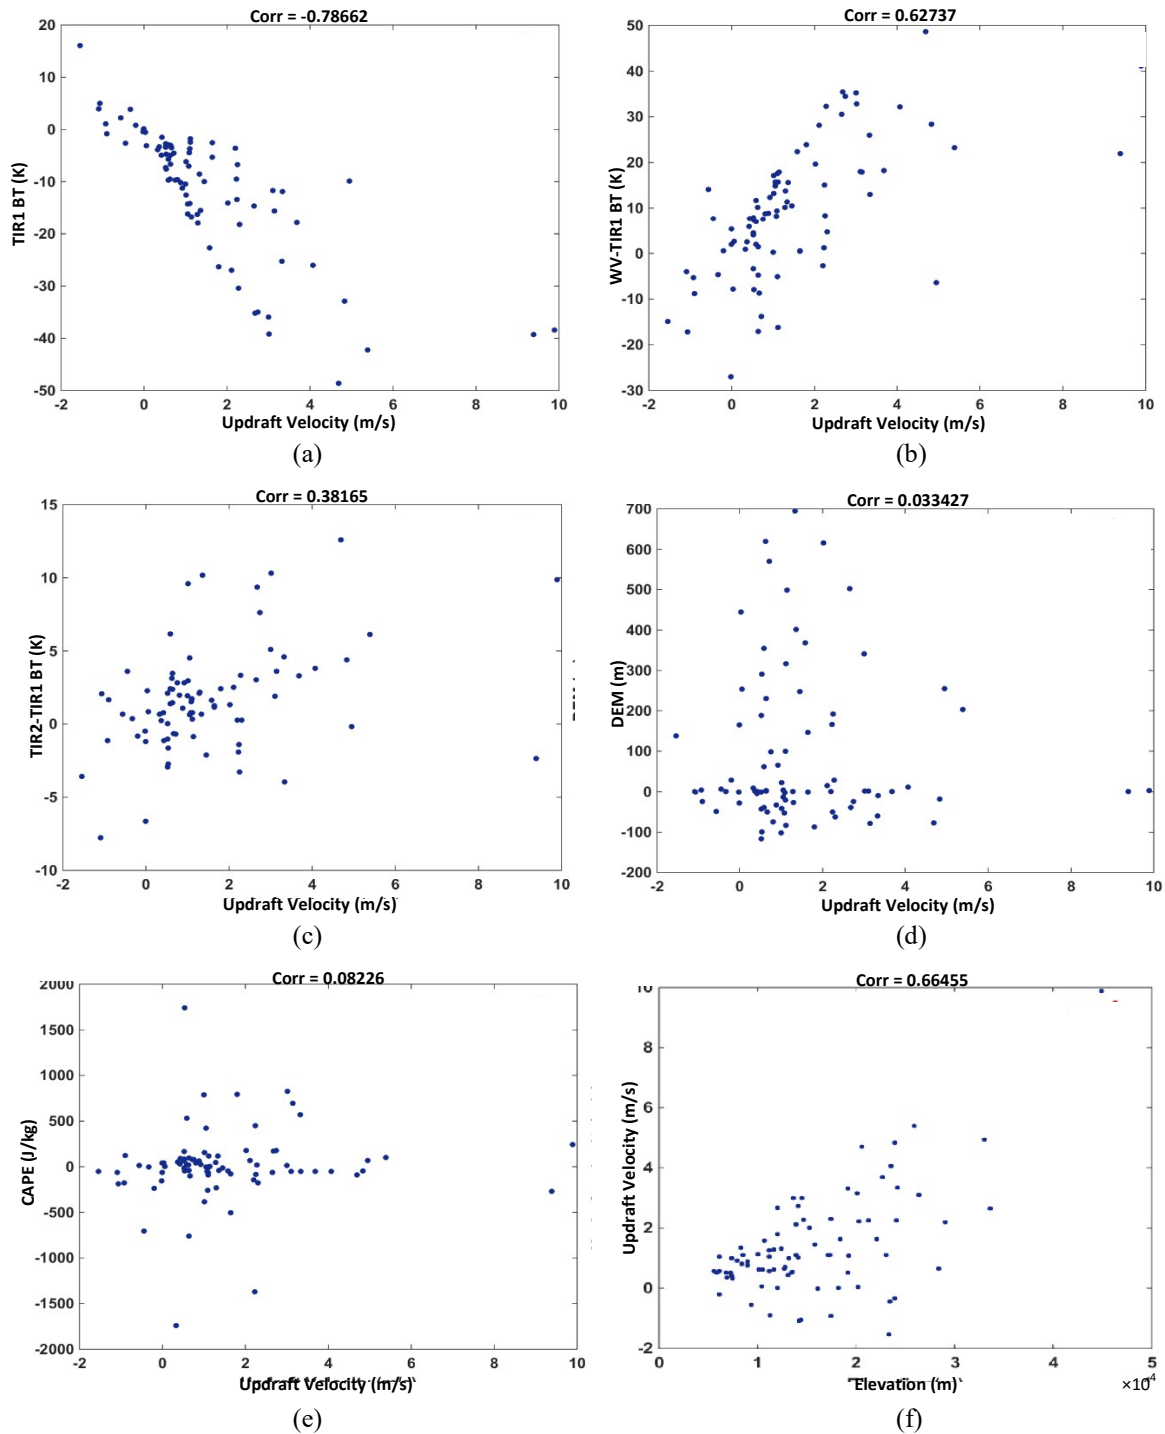 Corr = -0.78662
20
10
0
-10
-20
-30
-40
-50
TIR1 BT (K)
-2 0 2 4 6 8 10
Updraft Velocity (m/s)
(a)
Corr = 0.62737
50
40
30
20
10
0
-10
-20
-30
WV-TIR1 BT (K)
-2 0 2 4 6 8 10
Updraft Velocity (m/s)
(b)
Corr = 0.38165
15
10
5
0
-5
-10
TIR2-TIR1 BT (K)
-2 0 2 4 6 8 10
Updraft Velocity (m/s)
(c)
Corr = 0.033427
700
600
500
400
300
200
100
0
-100
-200
DEM (m)
-2 0 2 4 6 8 10
Updraft Velocity (m/s)
(d)
Corr = 0.08226
2000
1500
1000
500
0
-500
-1000
-1500
-2000
CAPE (J/kg)
-2 0 2 4 6 8 10
Updraft Velocity (m/s)
(e)
Corr = 0.66455
10
8
6
4
2
0
-2
Updraft Velocity (m/s)
0 1 2 3 4 5
Elevation (m) ×10⁴
(f)